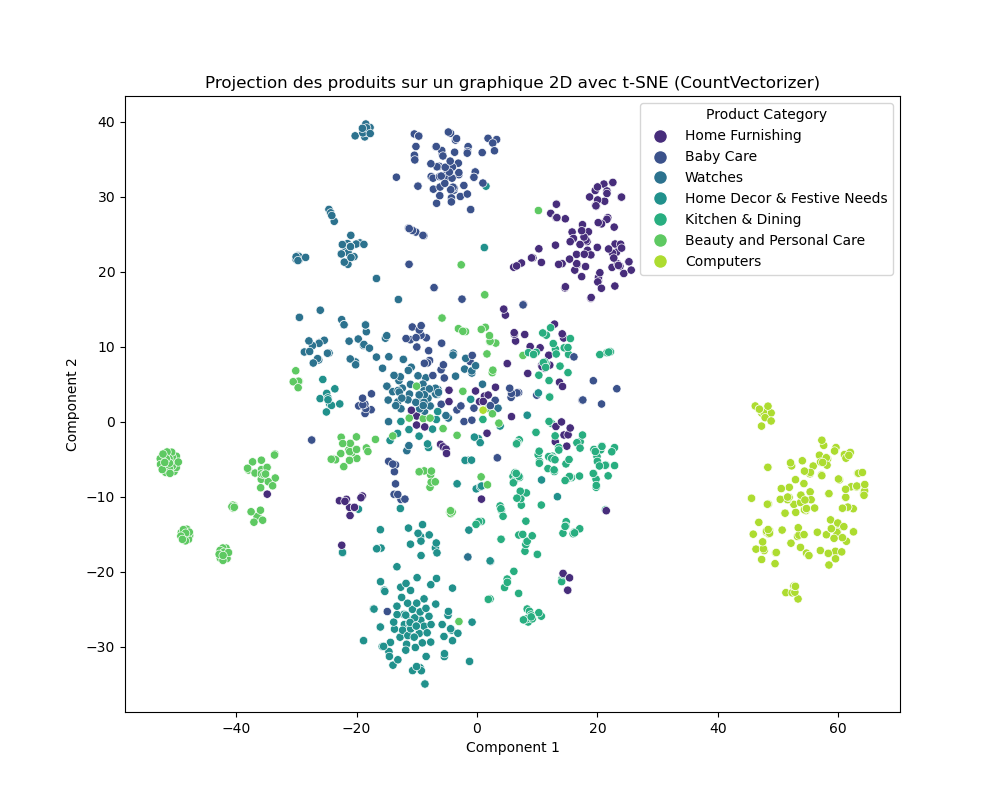 Projection des produits sur un graphique 2D avec t-SNE (CountVectorizer)
Product Category
Home Furnishing
Baby Care
Watches
Home Decor & Festive Needs
Kitchen & Dining
Beauty and Personal Care
Computers
Component 2
40
30
20
10
0
−10
−20
−30
−40
−20
0
20
40
60
Component 1